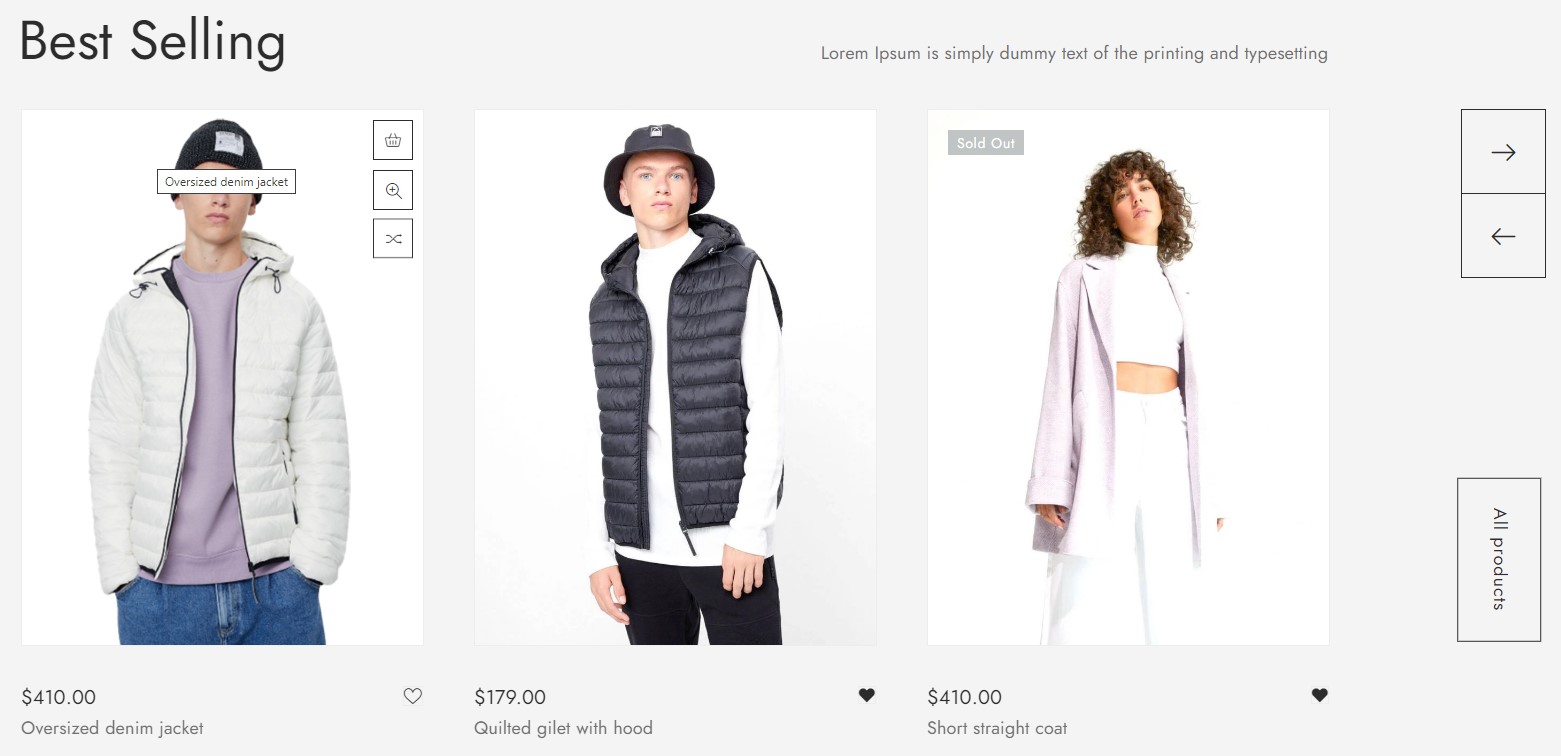 Best Selling
Lorem Ipsum is simply dummy text of the printing and typesetting
Oversized denim jacket
Sold Out
All products
$410.00
Oversized denim jacket
$179.00
Quilted gilet with hood
$410.00
Short straight coat